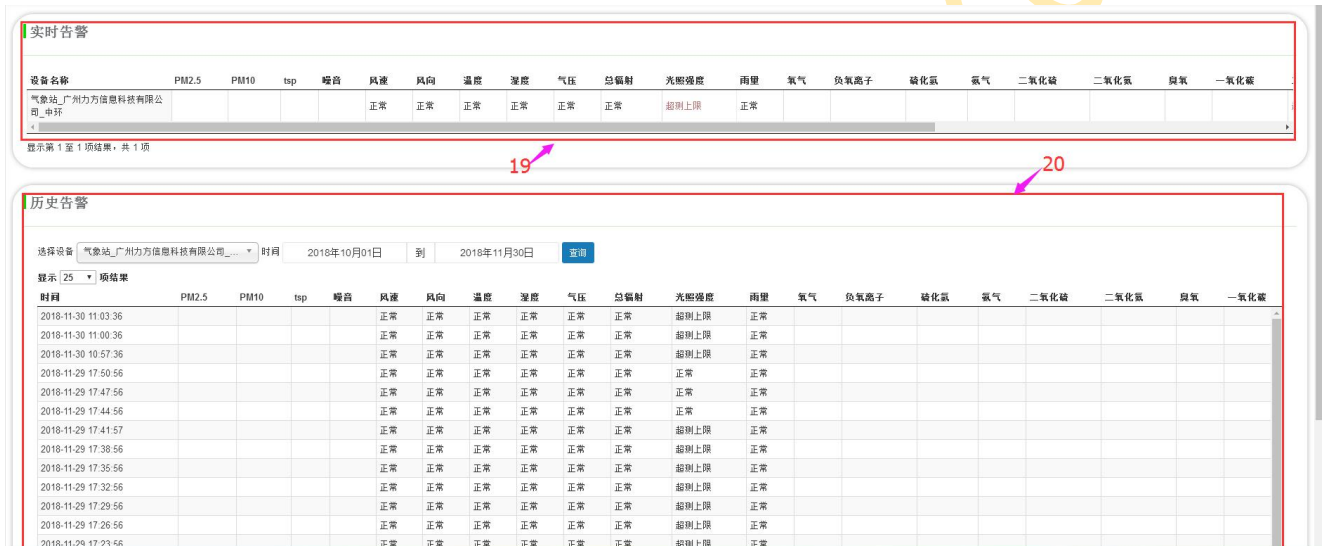 实时告警
设备名称 PM2.5 PM10 tsp 噪音 风速 风向 温度 湿度 气压 总辐射 光照强度 雨里 氧气 负氧离子 硫化氢 氨气 二氧化硫 二氧化氮 臭氧 一氧化碳
气象站_广州力方信息科技有限公
司_中环 正常 正常 正常 正常 正常 正常 超测上限 正常
显示第 1 至 1 项结果，共 1 项
19
20
历史告警
选择设备 气象站_广州力方信息科技有限公司_... 时间 2018年10月01日 到 2018年11月30日 查询
显示 25 项结果
时间 PM2.5 PM10 tsp 噪音 风速 风向 温度 湿度 气压 总辐射 光照强度 雨里 氧气 负氧离子 硫化氢 氨气 二氧化硫 二氧化氮 臭氧 一氧化碳
2018-11-30 11:03:36 正常 正常 正常 正常 正常 正常 超测上限 正常
2018-11-30 11:00:36 正常 正常 正常 正常 正常 正常 超测上限 正常
2018-11-30 10:57:36 正常 正常 正常 正常 正常 正常 超测上限 正常
2018-11-29 17:50:56 正常 正常 正常 正常 正常 正常 正常 正常
2018-11-29 17:47:56 正常 正常 正常 正常 正常 正常 正常 正常
2018-11-29 17:44:56 正常 正常 正常 正常 正常 正常 正常 正常
2018-11-29 17:41:57 正常 正常 正常 正常 正常 正常 超测上限 正常
2018-11-29 17:38:56 正常 正常 正常 正常 正常 正常 超测上限 正常
2018-11-29 17:35:56 正常 正常 正常 正常 正常 正常 超测上限 正常
2018-11-29 17:32:56 正常 正常 正常 正常 正常 正常 超测上限 正常
2018-11-29 17:29:56 正常 正常 正常 正常 正常 正常 超测上限 正常
2018-11-29 17:26:56 正常 正常 正常 正常 正常 正常 超测上限 正常
2018-11-29 17:23:56 正常 正常 正常 正常 正常 正常 超测上限 正常